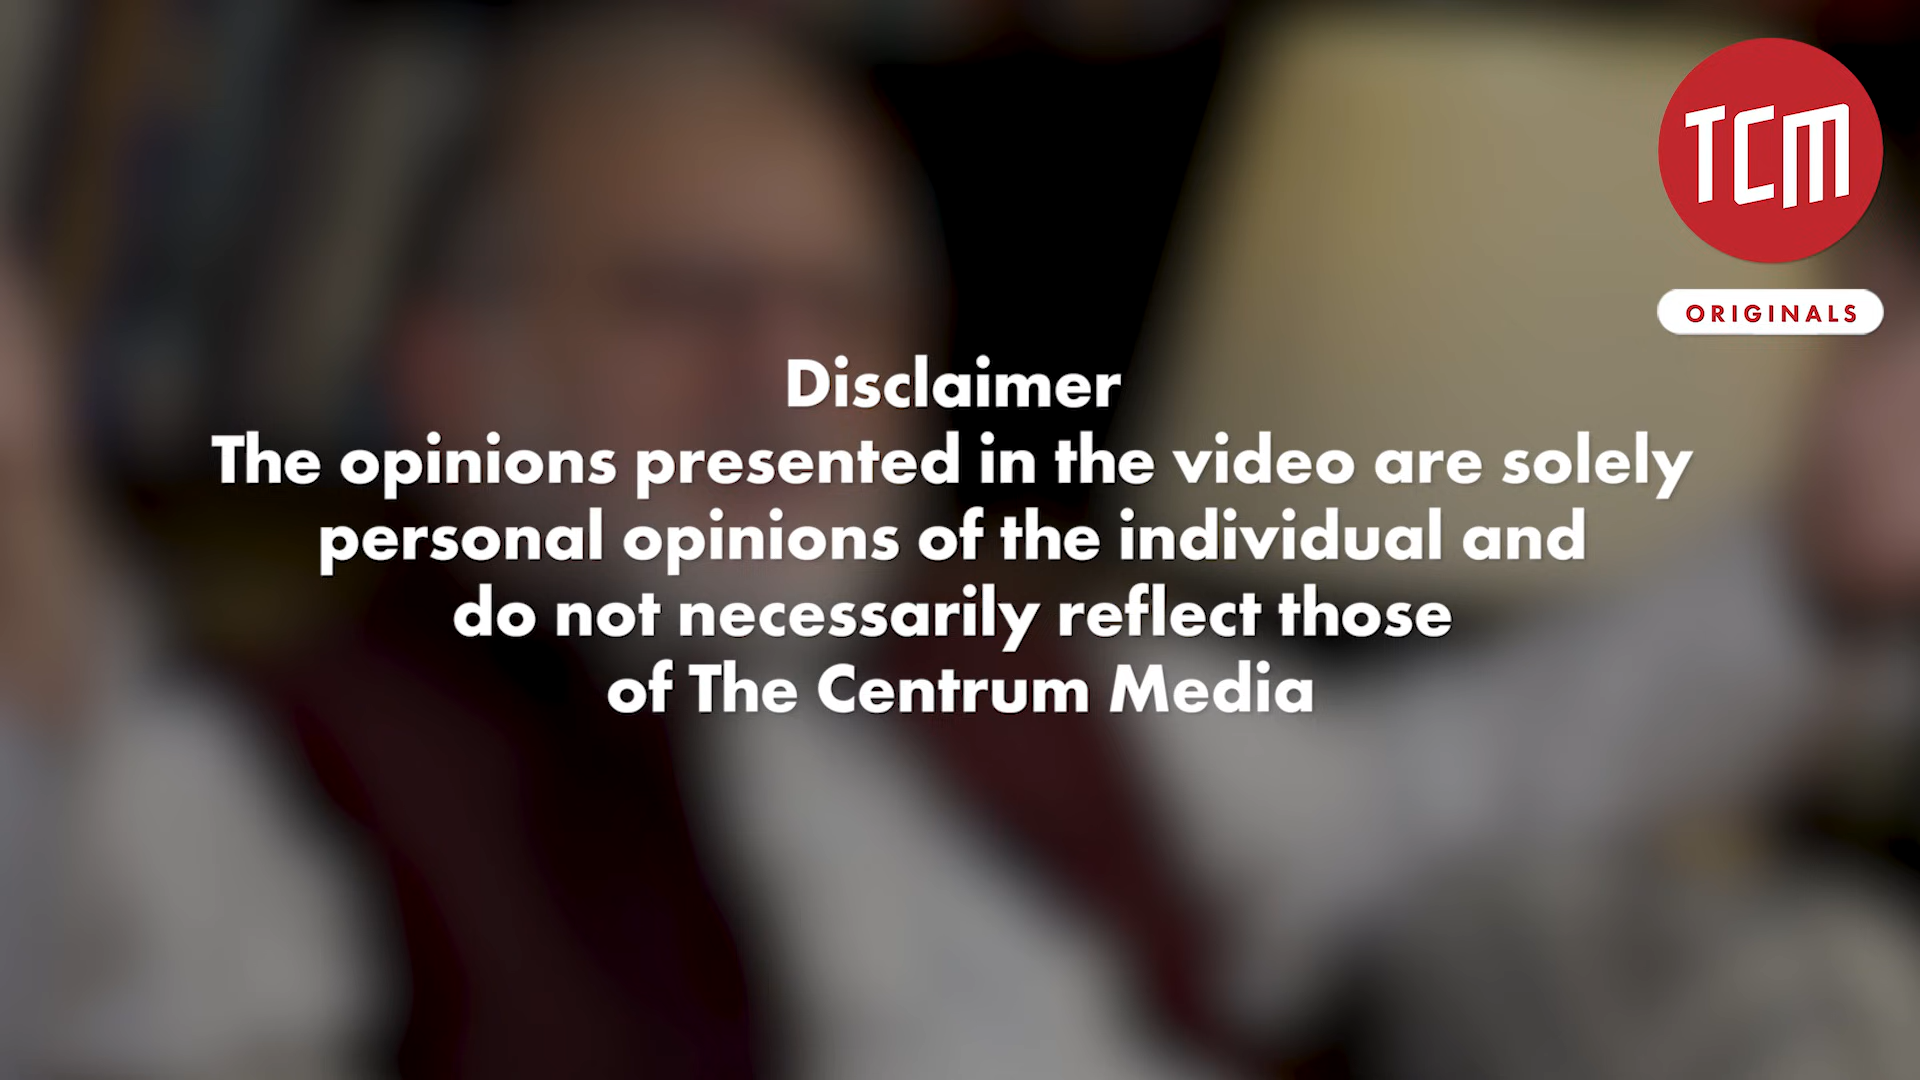 TCM
ORIGINALS
Disclaimer
The opinions presented in the video are solely
personal opinions of the individual and
do not necessarily reflect those
of The Centrum Media